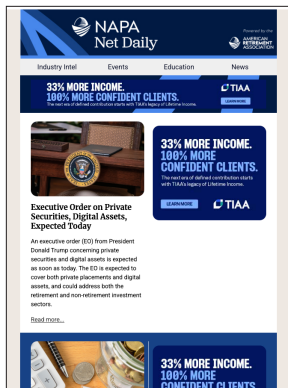 NAPA
Net Daily
Powered by the
AMERICAN
RETIREMENT
ASSOCIATION
Industry Intel
Events
Education
News
33% MORE INCOME.
100% MORE CONFIDENT CLIENTS.
The next era of defined contribution starts with TIAA's legacy of Lifetime Income.
TIAA
LEARN MORE
Executive Order on Private
Securities, Digital Assets,
Expected Today
An executive order (EO) from President
Donald Trump concerning private
securities and digital assets is expected
as soon as today. The EO is expected to
cover both private placements and digital
assets, and could address both the
retirement and non-retirement investment
sectors.
Read more...
33% MORE INCOME.
100% MORE
CONFIDENT CLIENTS.
The next era of defined contribution starts
with TIAA's legacy of Lifetime Income.
LEARN MORE
TIAA
33% MORE INCOME.
100% MORE
CONFIDENT CLIENTS.